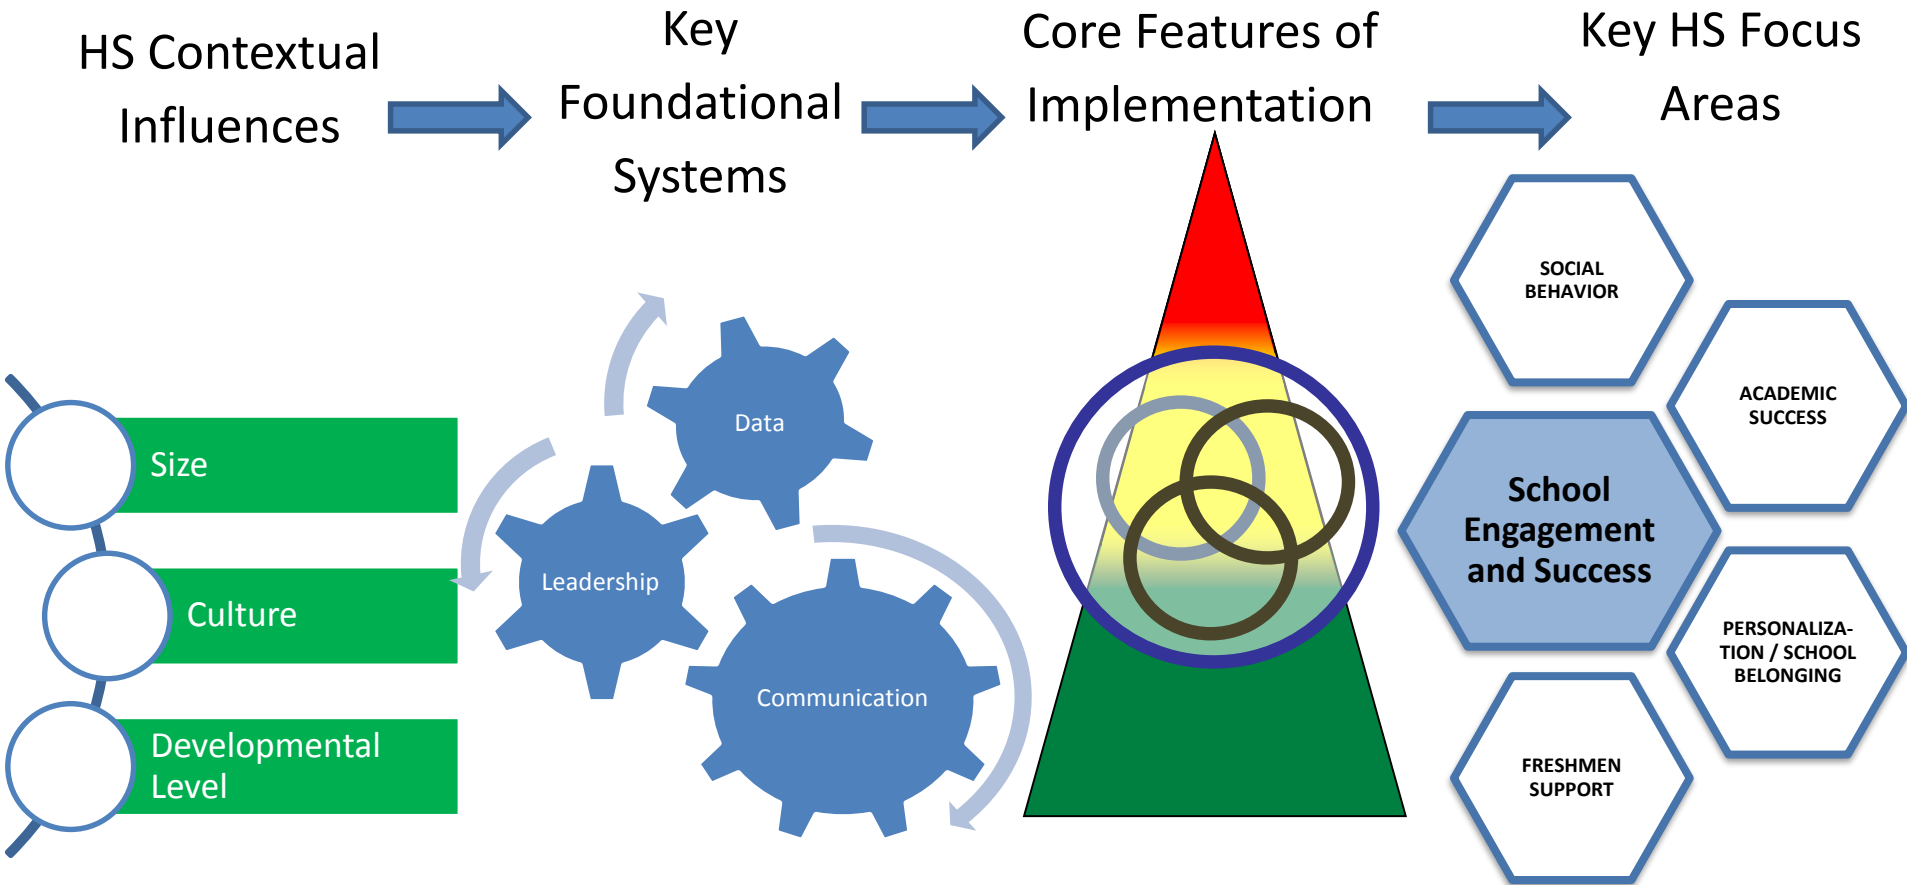 HS Contextual
Influences
Key
Foundational
Systems
Core Features of
Implementation
Key HS Focus
Areas
Size
Culture
Developmental
Level
Data
Leadership
Communication
SOCIAL
BEHAVIOR
ACADEMIC
SUCCESS
School
Engagement
and Success
PERSONALIZA-
TION / SCHOOL
BELONGING
FRESHMEN
SUPPORT